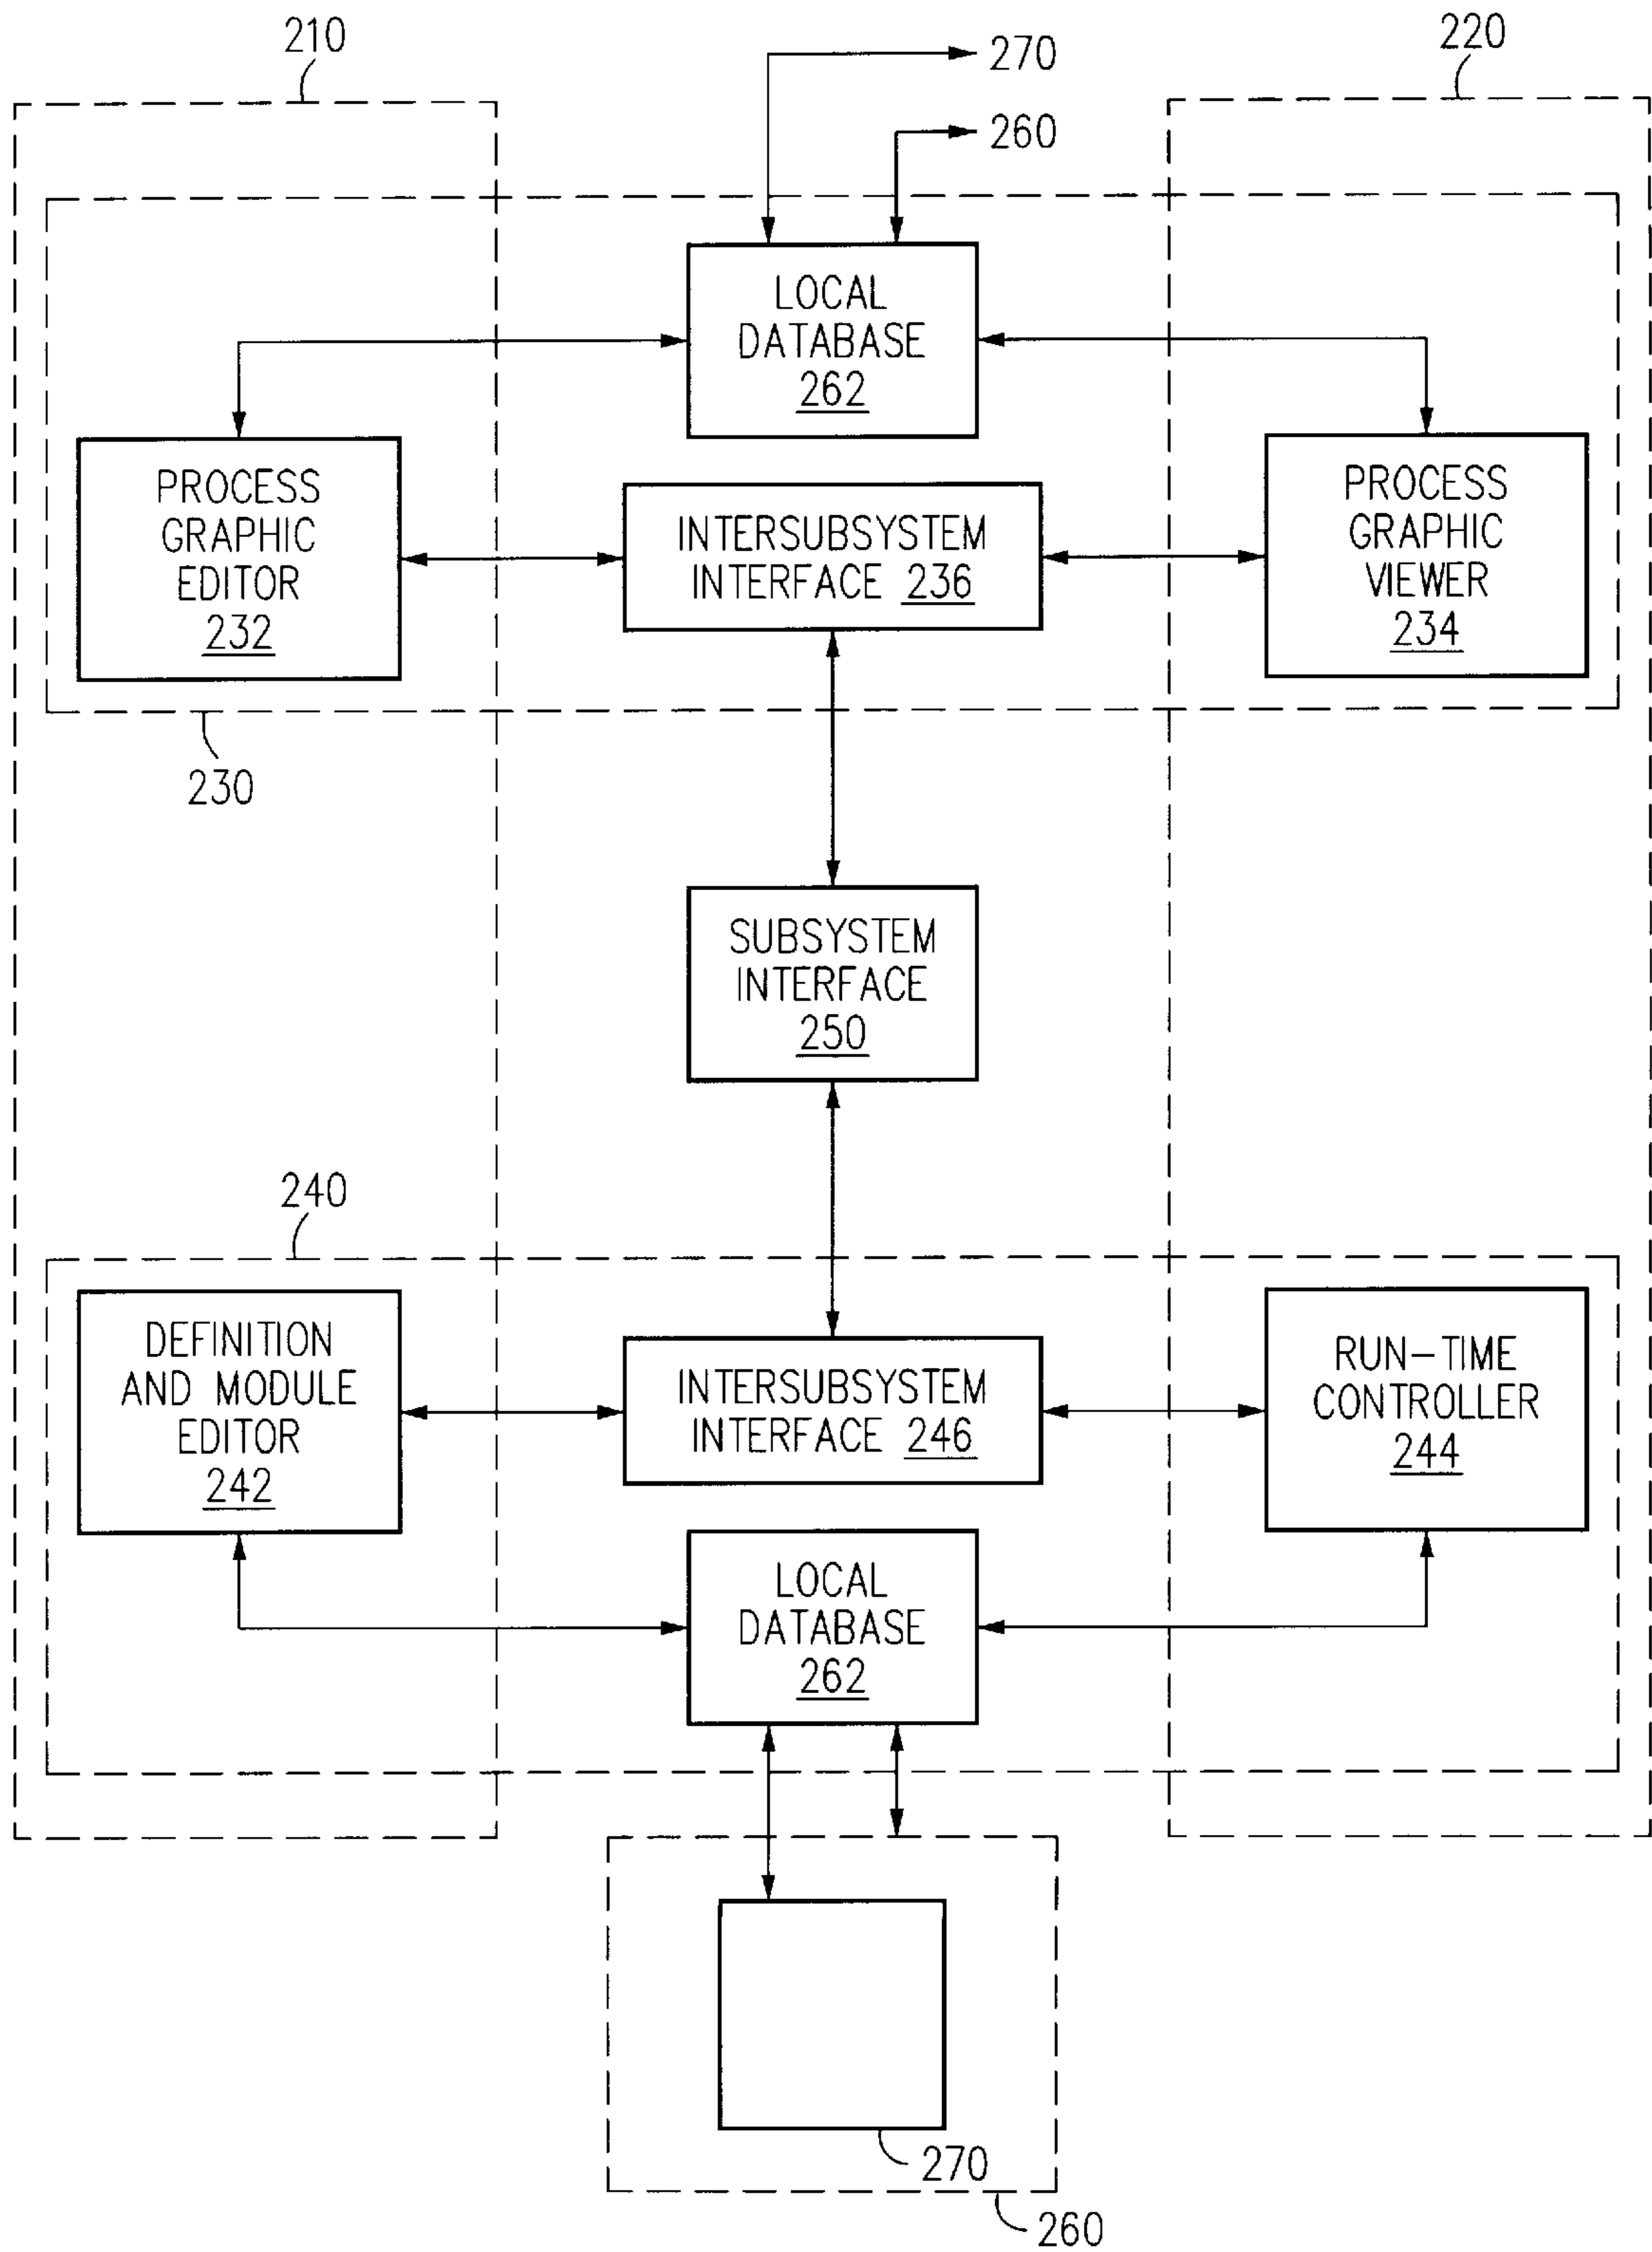 210
270
220
260
LOCAL
DATABASE
262
PROCESS
GRAPHIC
EDITOR
232
INTERSUBSYSTEM
INTERFACE 236
PROCESS
GRAPHIC
VIEWER
234
230
SUBSYSTEM
INTERFACE
250
240
DEFINITION
AND MODULE
EDITOR
242
INTERSUBSYSTEM
INTERFACE 246
RUN-TIME
CONTROLLER
244
LOCAL
DATABASE
262
270
260